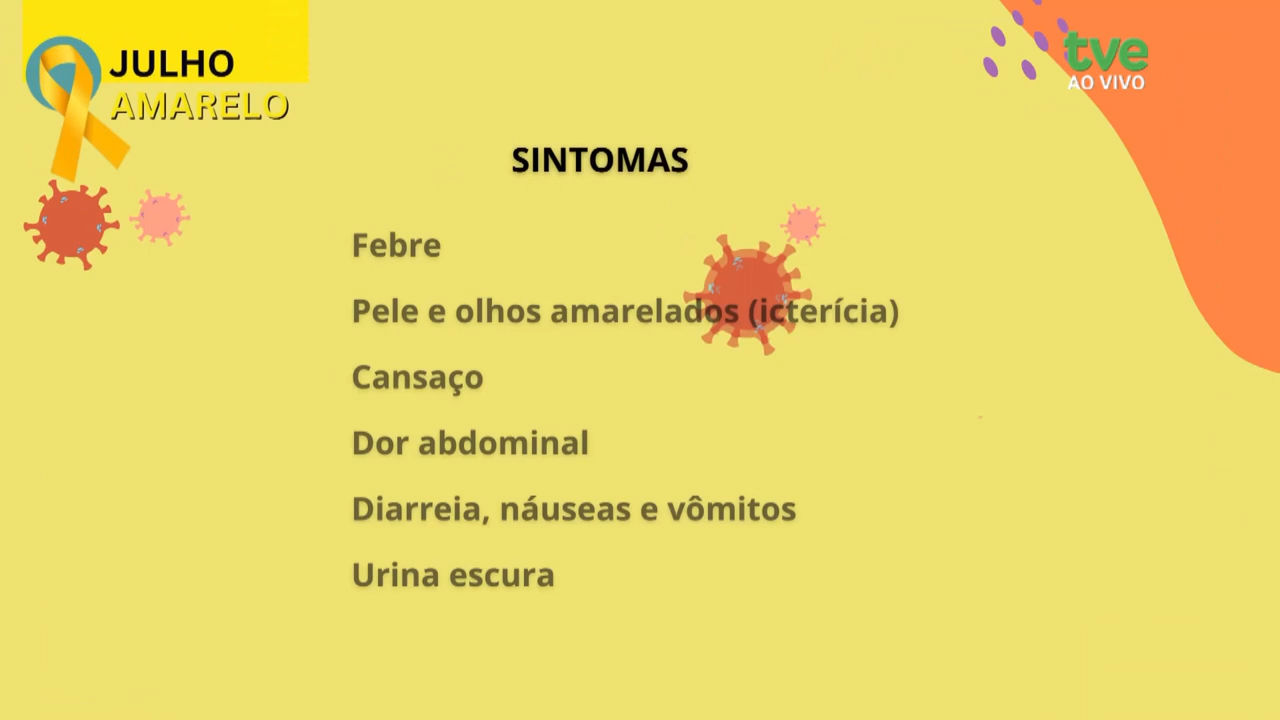 JULHO
AMARELO
tve
AO VIVO
SINTOMAS
Febre
Pele e olhos amarelados (icterícia)
Cansaço
Dor abdominal
Diarreia, náuseas e vômitos
Urina escura